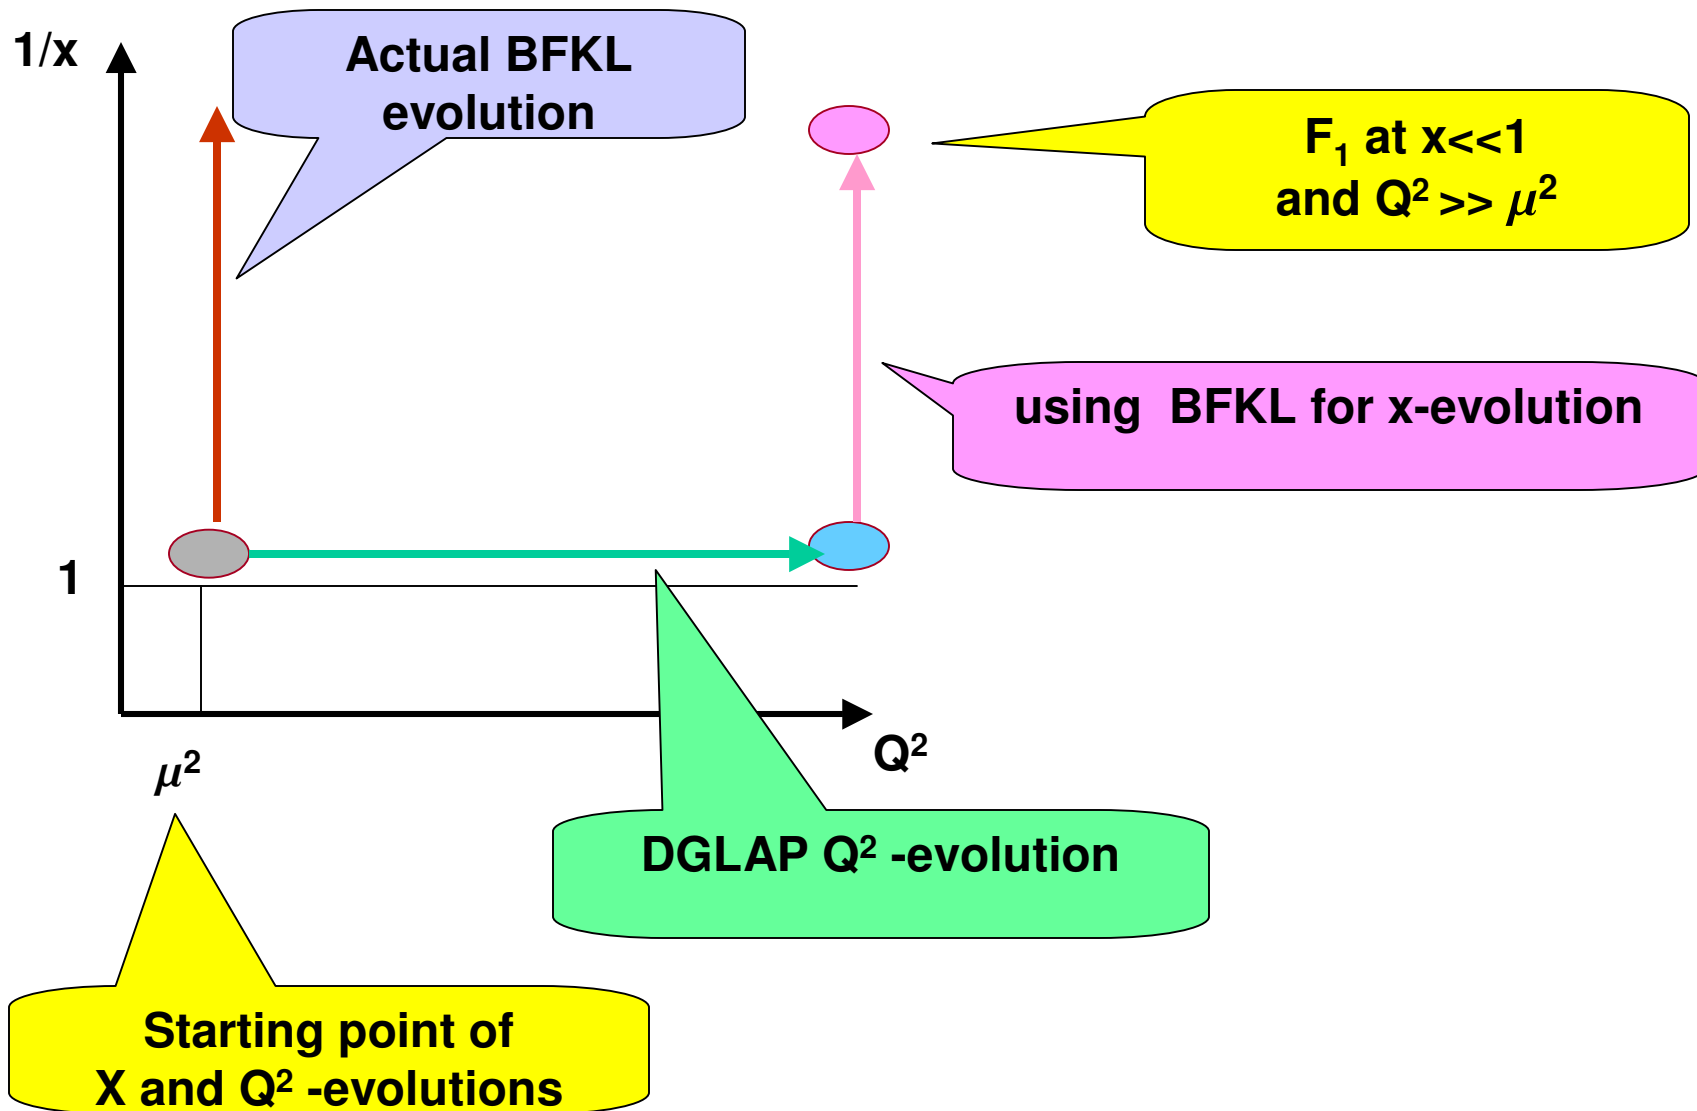 1/x
Actual BFKL
evolution
F₁ at x<<1
and Q² >> μ²
using BFKL for x-evolution
1
Q²
μ²
DGLAP Q² -evolution
Starting point of
X and Q² -evolutions